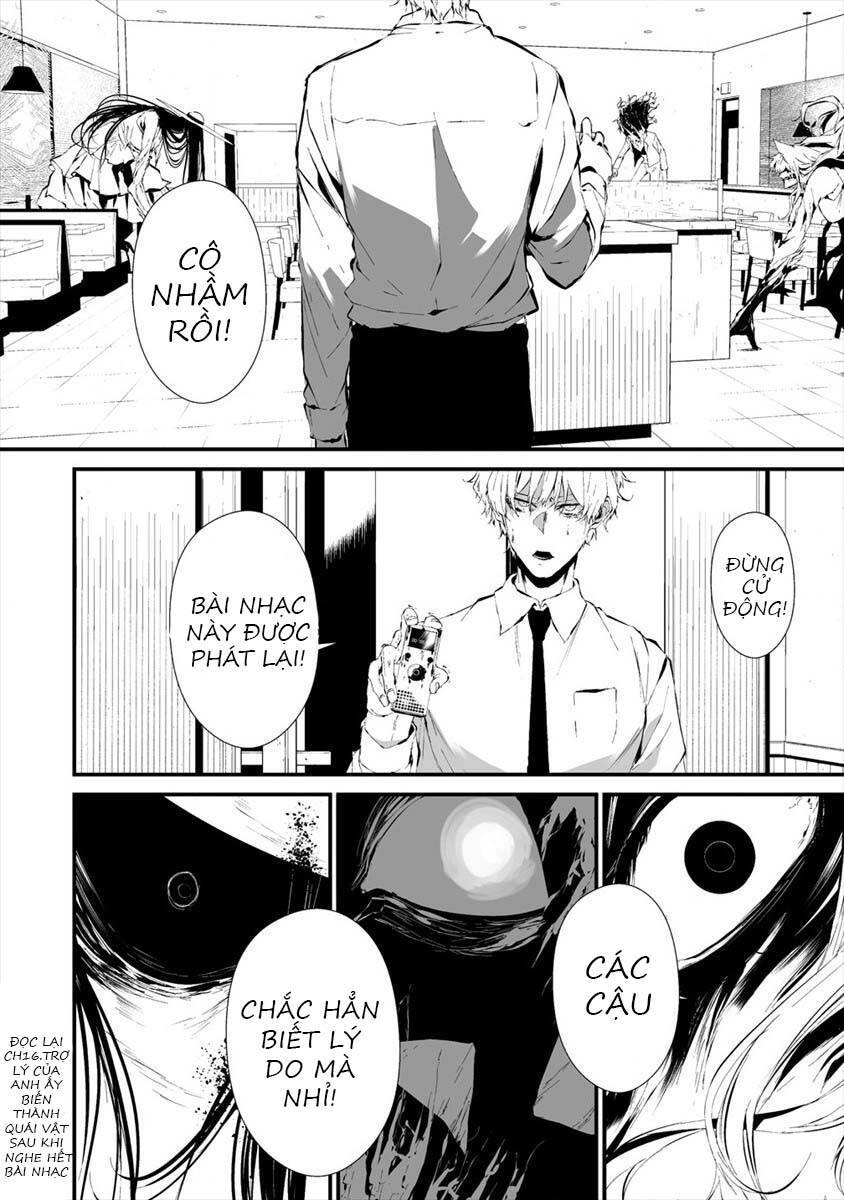 CÔ
NHẦM
RỒI!
ĐỪNG
CỬ
ĐỘNG!
BÀI NHẠC
NÀY ĐƯỢC
PHÁT LẠI!
CÁC
CẬU
CHẮC HẲN
BIẾT LÝ
DO MÀ
NHỈ!
ĐỌC LẠI
CH16.TRỢ
LÝ CỦA
ANH ẤY
BIẾN
THÀNH
QUÁI VẬT
SAU KHI
NGHE HẾT
BÀI NHẠC